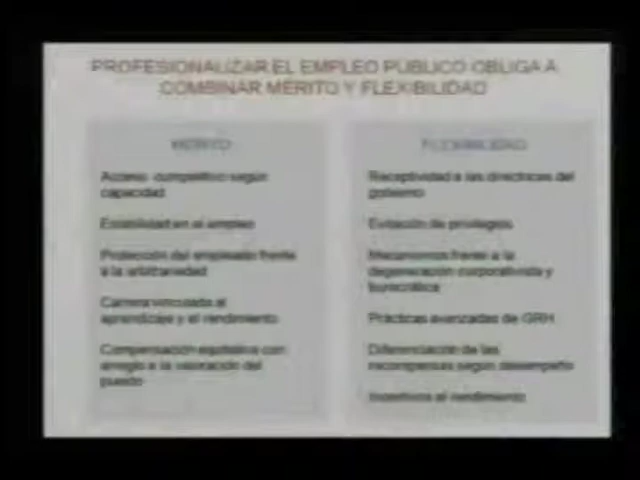 PROFESIONALIZAR EL EMPLEO PÚBLICO OBLIGA A
COMBINAR MÉRITO Y FLEXIBILIDAD
MÉRITO
Acceso competitivo según
capacidad
Estabilidad en el empleo
Protección del empleado frente
a la arbitrariedad
Carrera vinculada al
aprendizaje y el rendimiento
Compensación equitativa con
arreglo a la valoración del
puesto
FLEXIBILIDAD
Receptividad a las directrices del
gobierno
Evitación de privilegios
Mecanismos frente a la
degeneración corporativista y
burocrática
Prácticas avanzadas de GRH
Diferenciación de las
recompensas según desempeño
Incentivos al rendimiento